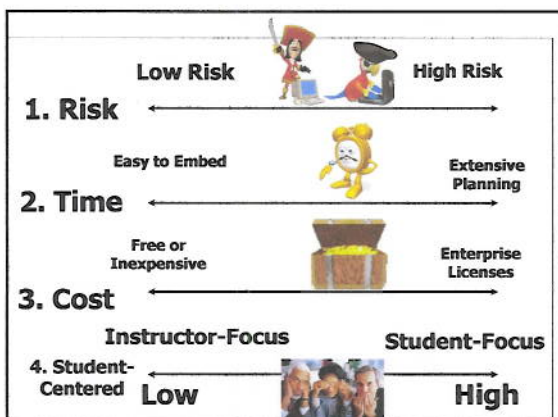 Low Risk
High Risk
1. Risk
Easy to Embed
Extensive
Planning
2. Time
Free or
Inexpensive
Enterprise
Licenses
3. Cost
Instructor-Focus
Student-Focus
4. Student-
Centered
Low
High